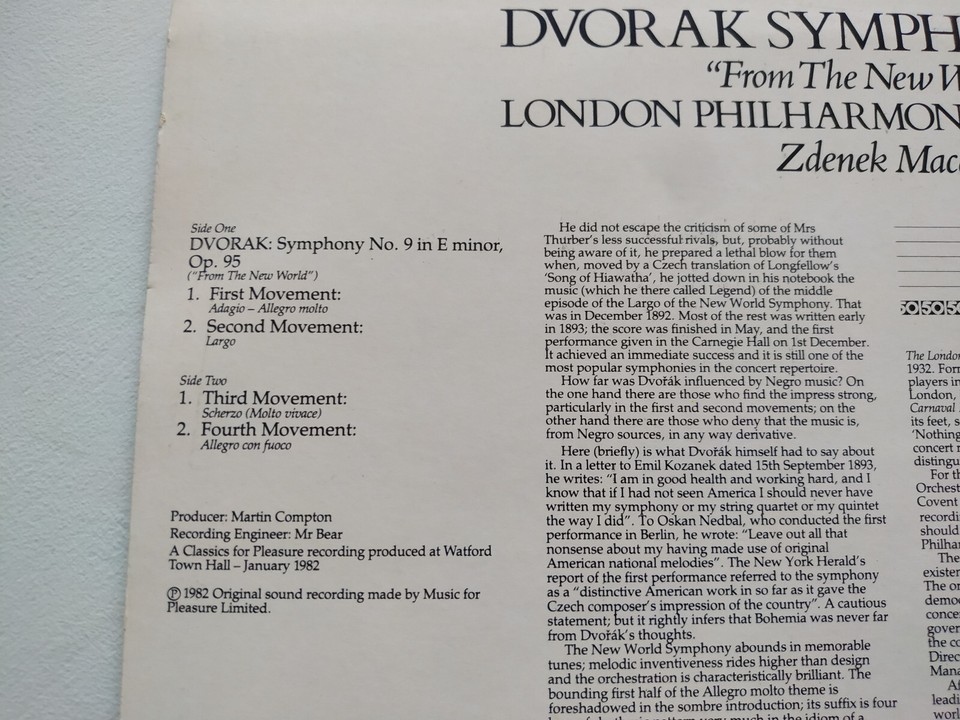 DVORAK SYMPH
"From The New W
LONDON PHILHARMON
Zdenek Mac
Side One
DVORAK: Symphony No. 9 in E minor,
Op. 95
("From The New World")
1. First Movement:
Adagio – Allegro molto
2. Second Movement:
Largo
Side Two
1. Third Movement:
Scherzo (Molto vivace)
2. Fourth Movement:
Allegro con fuoco
Producer: Martin Compton
Recording Engineer: Mr Bear
A Classics for Pleasure recording produced at Watford
Town Hall – January 1982
℗ 1982 Original sound recording made by Music for
Pleasure Limited.
He did not escape the criticism of some of Mrs
Thurber's less successful rivals, but, probably without
being aware of it, he prepared a lethal blow for them
when, moved by a Czech translation of Longfellow's
'Song of Hiawatha', he jotted down in his notebook the
music (which he there called Legend) of the middle
episode of the Largo of the New World Symphony. That
was in December 1892. Most of the rest was written early
in 1893; the score was finished in May, and the first
performance given in the Carnegie Hall on 1st December.
It achieved an immediate success and it is still one of the
most popular symphonies in the concert repertoire.
How far was Dvořák influenced by Negro music? On
the one hand there are those who find the impress strong,
particularly in the first and second movements; on the
other hand there are those who deny that the music is,
from Negro sources, in any way derivative.
Here (briefly) is what Dvořák himself had to say about
it. In a letter to Emil Kozanek dated 15th September 1893,
he writes: "I am in good health and working hard, and I
know that if I had not seen America I should never have
written my symphony or my string quartet or my quintet
the way I did". To Oskan Nedbal, who conducted the first
performance in Berlin, he wrote: "Leave out all that
nonsense about my having made use of original
American national melodies". The New York Herald's
report of the first performance referred to the symphony
as a "distinctive American work in so far as it gave the
Czech composer's impression of the country". A cautious
statement; but it rightly infers that Bohemia was never far
from Dvořák's thoughts.
The New World Symphony abounds in memorable
tunes; melodic inventiveness rides higher than design
and the orchestration is characteristically brilliant. The
bounding first half of the Allegro molto theme is
foreshadowed in the sombre introduction; its suffix is four
very much in the idiom of a
The London
1932. For
players in
London,
Carnaval
its feet, s
'Nothing
concert r
distingu
For th
Orchest
Covent
recordi
should
Philhar
The
existen
The or
demo
conce
gover
the co
Direc
Mana
Af
leadi
worl